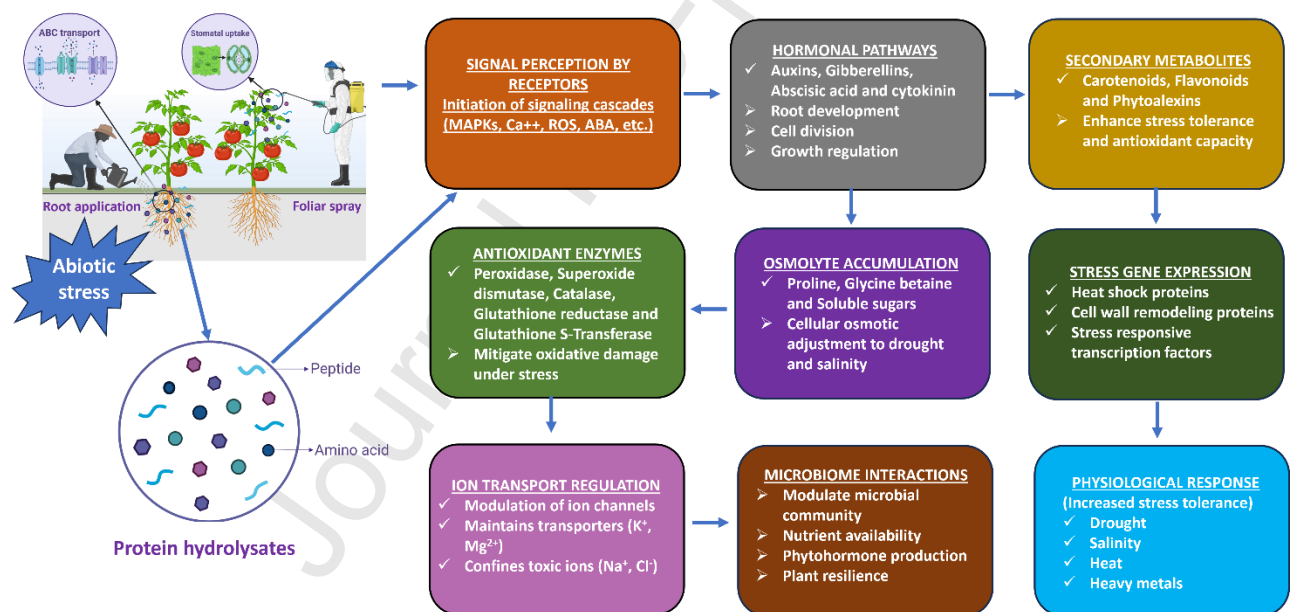 ABC transport
Stomatal uptake
Root application
Foliar spray
Abiotic
stress
Peptide
Amino acid
Protein hydrolysates
SIGNAL PERCEPTION BY
RECEPTORS
Initiation of signaling cascades
(MAPKs, Ca++, ROS, ABA, etc.)
HORMONAL PATHWAYS
✓ Auxins, Gibberellins,
Abscisic acid and cytokinin
➢ Root development
➢ Cell division
➢ Growth regulation
SECONDARY METABOLITES
✓ Carotenoids, Flavonoids
and Phytoalexins
➢ Enhance stress tolerance
and antioxidant capacity
ANTIOXIDANT ENZYMES
✓ Peroxidase, Superoxide
dismutase, Catalase,
Glutathione reductase and
Glutathione S-Transferase
➢ Mitigate oxidative damage
under stress
OSMOLYTE ACCUMULATION
✓ Proline, Glycine betaine
and Soluble sugars
➢ Cellular osmotic
adjustment to drought
and salinity
STRESS GENE EXPRESSION
✓ Heat shock proteins
✓ Cell wall remodeling proteins
✓ Stress responsive
transcription factors
ION TRANSPORT REGULATION
✓ Modulation of ion channels
✓ Maintains transporters (K⁺,
Mg²⁺)
✓ Confines toxic ions (Na⁺, Cl⁻)
MICROBIOME INTERACTIONS
➢ Modulate microbial
community
➢ Nutrient availability
➢ Phytohormone production
➢ Plant resilience
PHYSIOLOGICAL RESPONSE
(Increased stress tolerance)
✓ Drought
✓ Salinity
✓ Heat
✓ Heavy metals
Journal